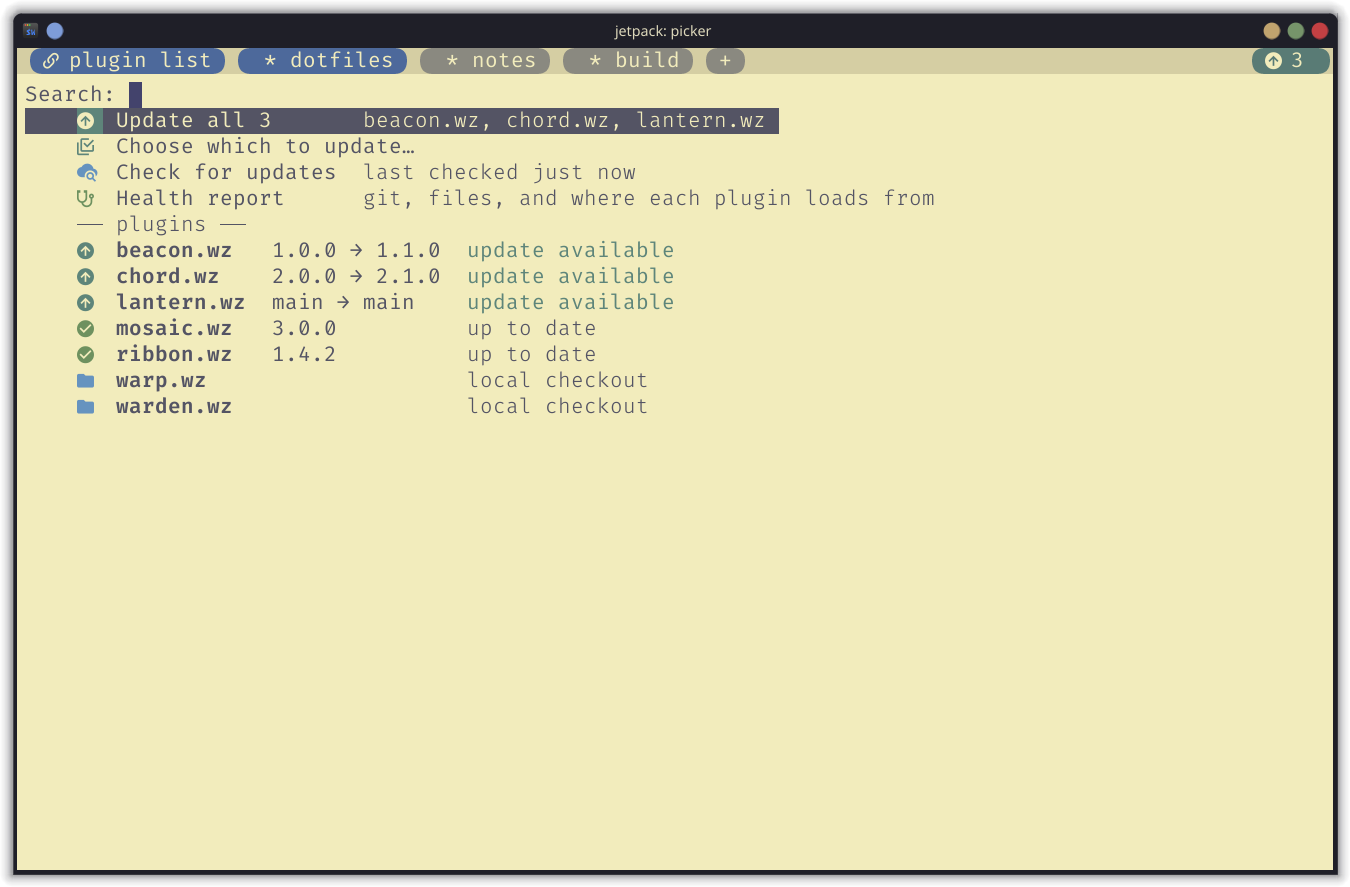 jetpack: picker
plugin list * dotfiles * notes * build + 3
Search:
Update all 3 beacon.wz, chord.wz, lantern.wz
Choose which to update…
Check for updates last checked just now
Health report git, files, and where each plugin loads from
── plugins ──
beacon.wz 1.0.0 → 1.1.0 update available
chord.wz 2.0.0 → 2.1.0 update available
lantern.wz main → main update available
mosaic.wz 3.0.0 up to date
ribbon.wz 1.4.2 up to date
warp.wz local checkout
warden.wz local checkout